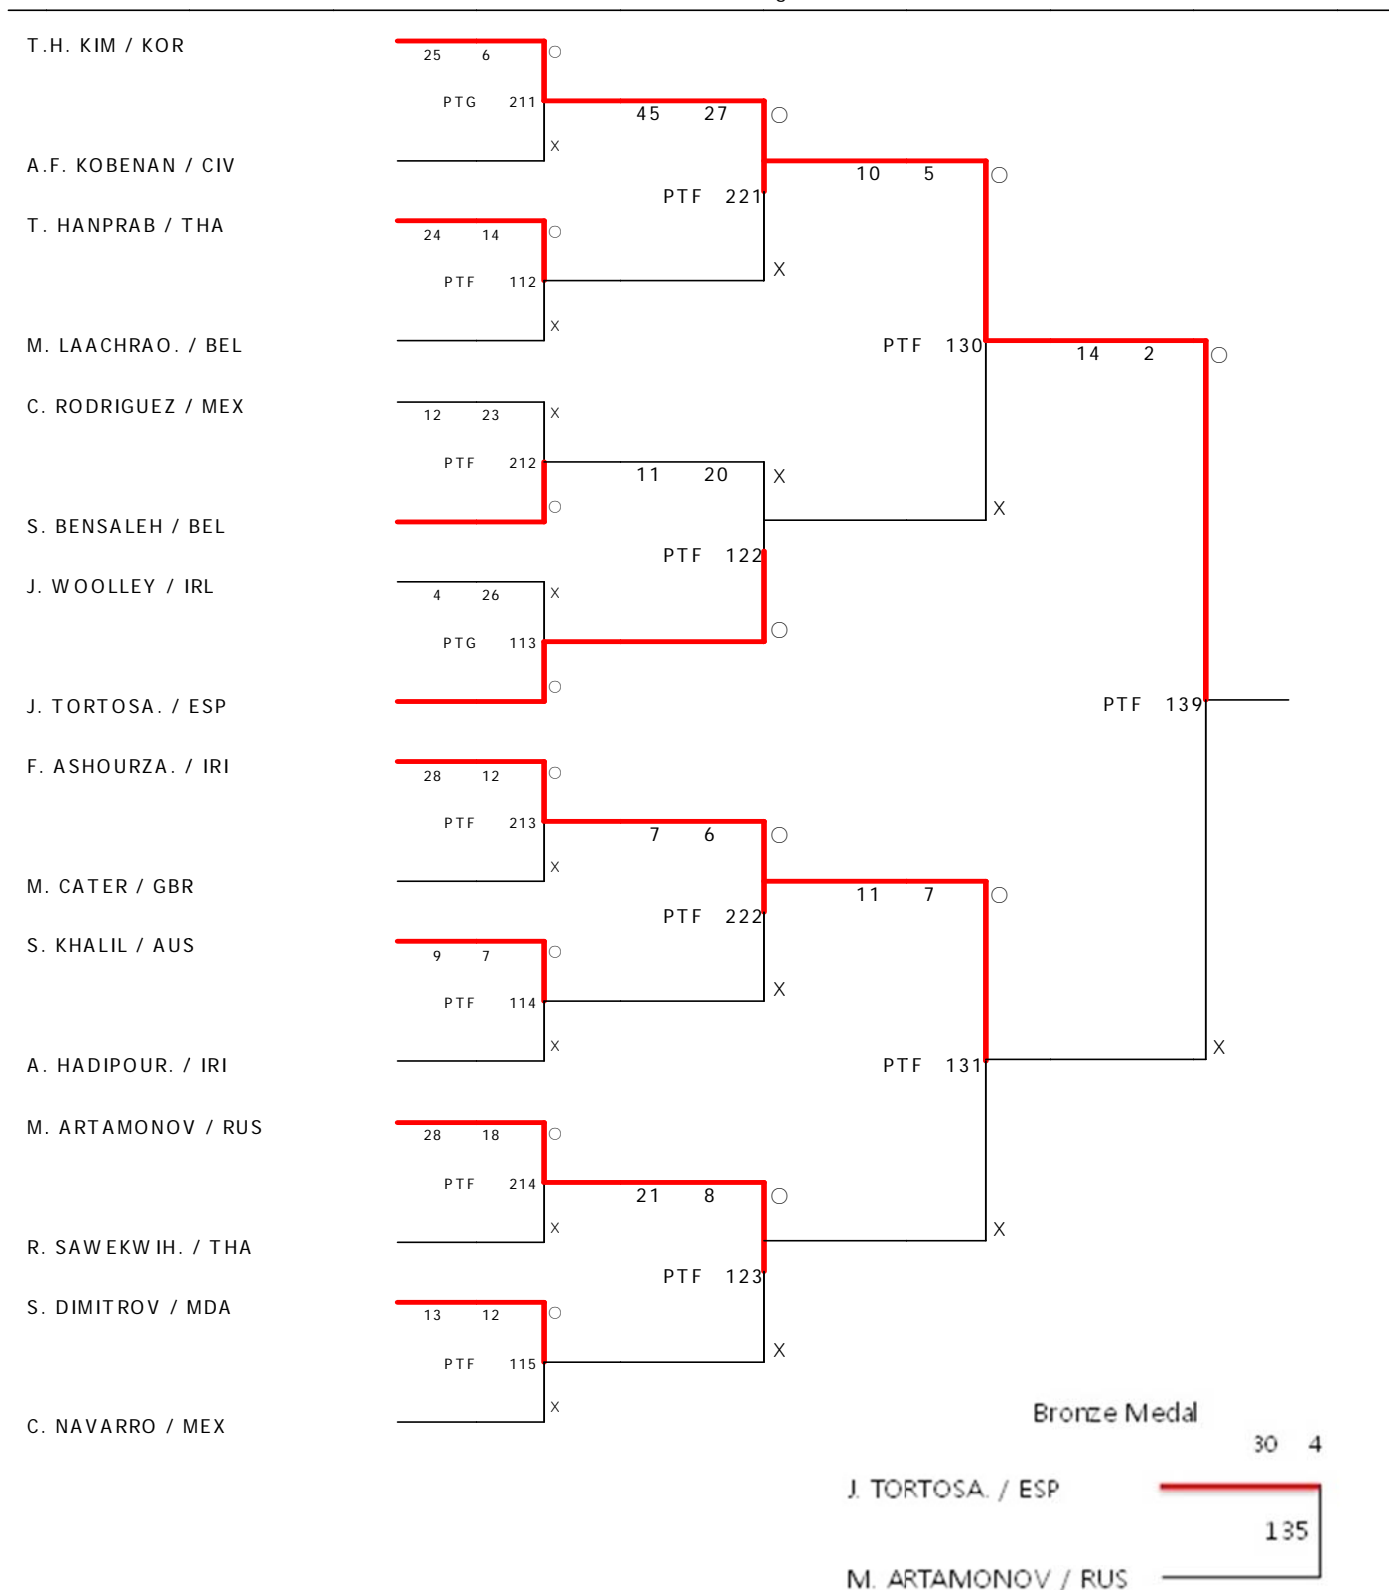 T.H. KIM / KOR
25 6 ○
PTG 211
45 27 ○
X
A.F. KOBENAN / CIV
10 5 ○
PTF 221
T. HANPRAB / THA
24 14 ○
PTF 112
X
X
M. LAACHRAO. / BEL
PTF 130
14 2 ○
C. RODRIGUEZ / MEX
12 23 X
PTF 212
11 20 X
○
X
S. BENSALEH / BEL
PTF 122
J. WOOLLEY / IRL
4 26 X
○
PTG 113
○
J. TORTOSA. / ESP
PTF 139
F. ASHOURZA. / IRI
28 12 ○
PTF 213
7 6 ○
X
M. CATER / GBR
11 7 ○
PTF 222
S. KHALIL / AUS
9 7 ○
X
PTF 114
X
X
A. HADIPOUR. / IRI
PTF 131
M. ARTAMONOV / RUS
28 18 ○
PTF 214
21 8 ○
X
X
R. SAWEKWIH. / THA
PTF 123
S. DIMITROV / MDA
13 12 ○
X
PTF 115
X
C. NAVARRO / MEX
Bronze Medal
30 4
J. TORTOSA. / ESP
135
M. ARTAMONOV / RUS